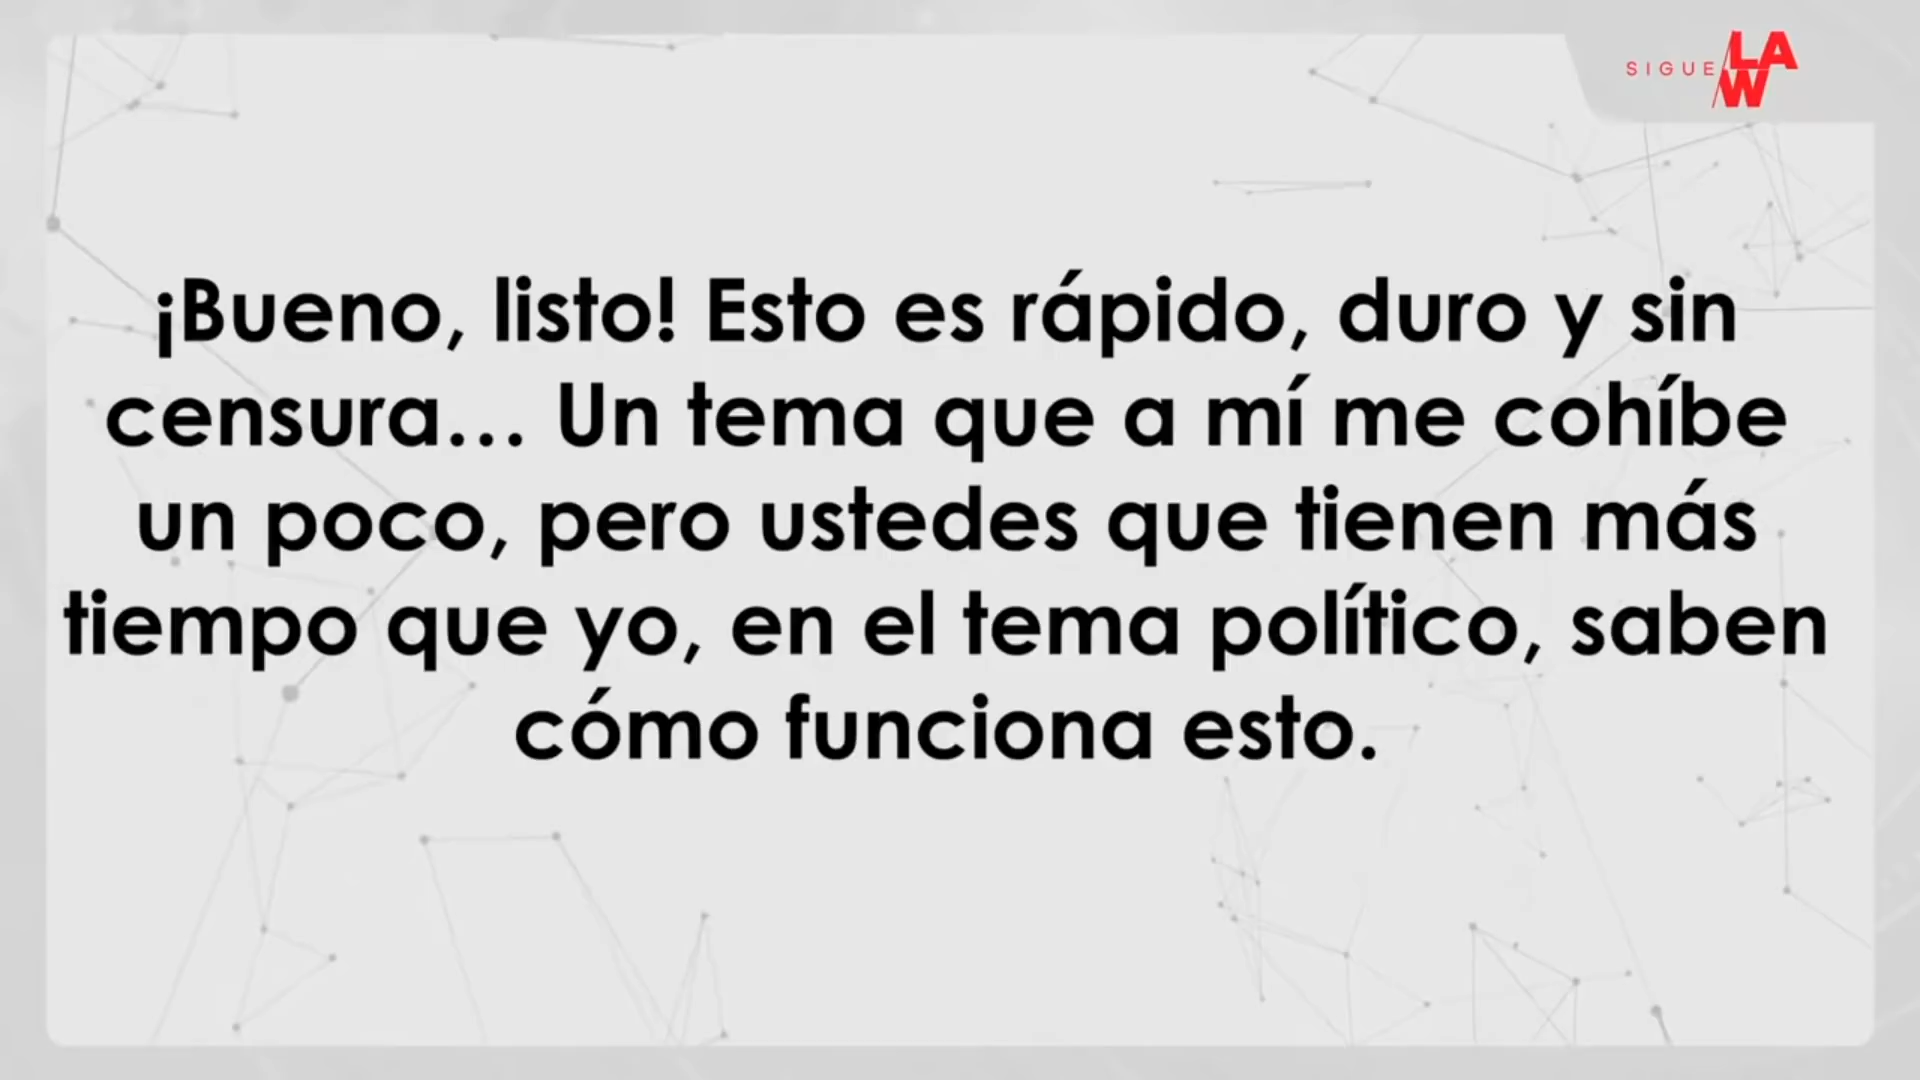 SIGUE LA W
¡Bueno, listo! Esto es rápido, duro y sin
censura... Un tema que a mí me cohíbe
un poco, pero ustedes que tienen más
tiempo que yo, en el tema político, saben
cómo funciona esto.